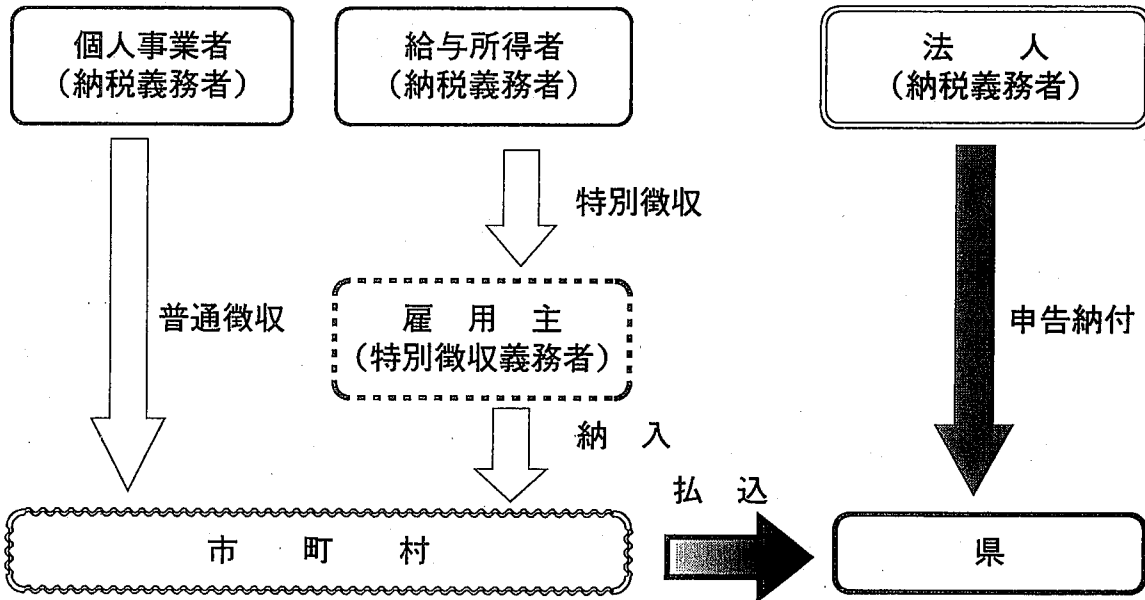 個人事業者
(納税義務者)
給与所得者
(納税義務者)
法 人
(納税義務者)
特別徴収
普通徴収
雇 用 主
(特別徴収義務者)
申告納付
納 入
払 込
市 町 村
県